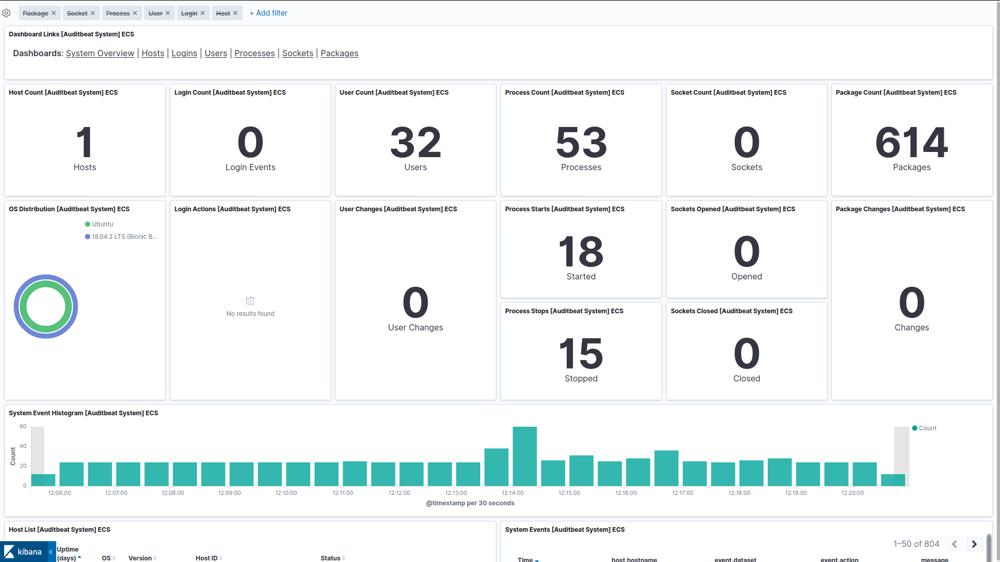 Package × Socket × Process × User × Login × Host × + Add filter
Dashboard Links [Auditbeat System] ECS
Dashboards: System Overview | Hosts | Logins | Users | Processes | Sockets | Packages
Host Count [Auditbeat System] ECS
1
Hosts
Login Count [Auditbeat System] ECS
0
Login Events
User Count [Auditbeat System] ECS
32
Users
Process Count [Auditbeat System] ECS
53
Processes
Socket Count [Auditbeat System] ECS
0
Sockets
Package Count [Auditbeat System] ECS
614
Packages
OS Distribution [Auditbeat System] ECS
Ubuntu
18.04.3 LTS (Bionic B...
Login Actions [Auditbeat System] ECS
No results found
User Changes [Auditbeat System] ECS
0
User Changes
Process Starts [Auditbeat System] ECS
18
Started
Process Stops [Auditbeat System] ECS
15
Stopped
Sockets Opened [Auditbeat System] ECS
0
Opened
Sockets Closed [Auditbeat System] ECS
0
Closed
Package Changes [Auditbeat System] ECS
0
Changes
System Event Histogram [Auditbeat System] ECS
Count
60
40
20
0
Count
12:06:00 12:07:00 12:08:00 12:09:00 12:10:00 12:11:00 12:12:00 12:13:00 12:14:00 12:15:00 12:16:00 12:17:00 12:18:00 12:19:00 12:20:00
@timestamp per 30 seconds
Host List [Auditbeat System] ECS
kibana
Uptime
(days) OS Version Host ID Status
System Events [Auditbeat System] ECS
1–50 of 804
Time host.hostname event.dataset event.action message